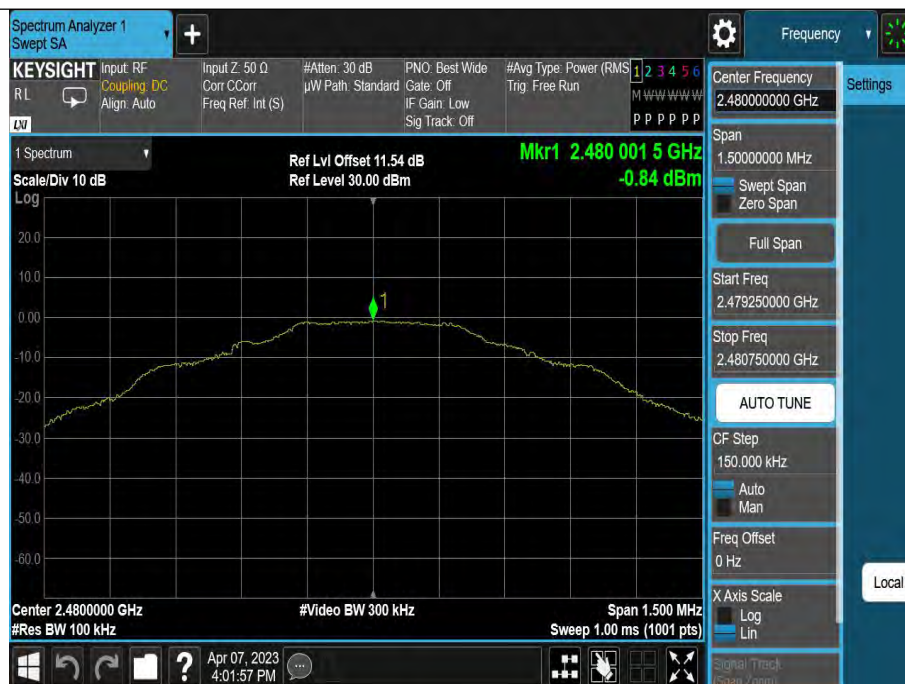 Spectrum Analyzer 1
Swept SA
Frequency
KEYSIGHT
R L
LXI
Input: RF
Coupling: DC
Align: Auto
Input Z: 50 Ω
Corr CCorr
Freq Ref: Int (S)
#Atten: 30 dB
µW Path: Standard
PNO: Best Wide
Gate: Off
IF Gain: Low
Sig Track: Off
#Avg Type: Power (RMS
Trig: Free Run
1 2 3 4 5 6
M W W W W W
P P P P P P
1 Spectrum
Scale/Div 10 dB
Log
Ref Lvl Offset 11.54 dB
Ref Level 30.00 dBm
Mkr1 2.480 001 5 GHz
-0.84 dBm
20.0
10.0
0.00
-10.0
-20.0
-30.0
-40.0
-50.0
-60.0
1
Center 2.4800000 GHz
#Res BW 100 kHz
#Video BW 300 kHz
Span 1.500 MHz
Sweep 1.00 ms (1001 pts)
Center Frequency
2.480000000 GHz
Settings
Span
1.50000000 MHz
Swept Span
Zero Span
Full Span
Start Freq
2.479250000 GHz
Stop Freq
2.480750000 GHz
AUTO TUNE
CF Step
150.000 kHz
Auto
Man
Freq Offset
0 Hz
X Axis Scale
Log
Lin
Local
Signal Track
(Span Zoom)
?
Apr 07, 2023
4:01:57 PM